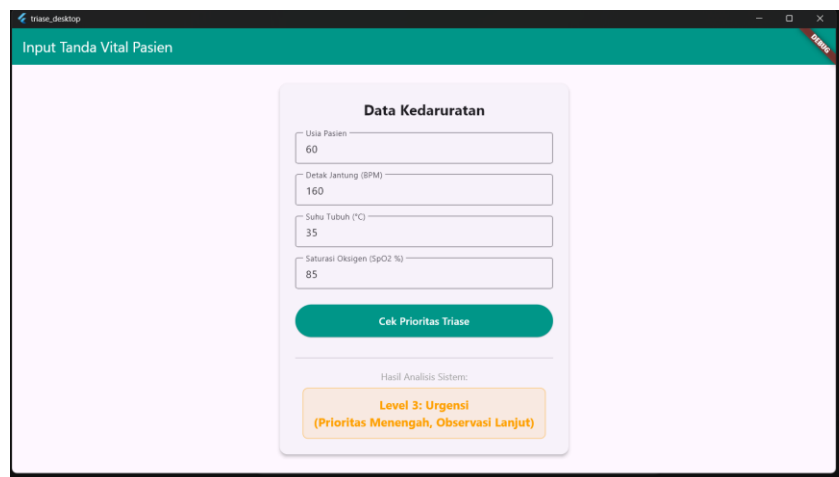 triase_desktop
Input Tanda Vital Pasien
DEBUG
Data Kedaruratan
Usia Pasien
60
Detak Jantung (BPM)
160
Suhu Tubuh (°C)
35
Saturasi Oksigen (SpO2 %)
85
Cek Prioritas Triase
Hasil Analisis Sistem:
Level 3: Urgensi
(Prioritas Menengah, Observasi Lanjut)